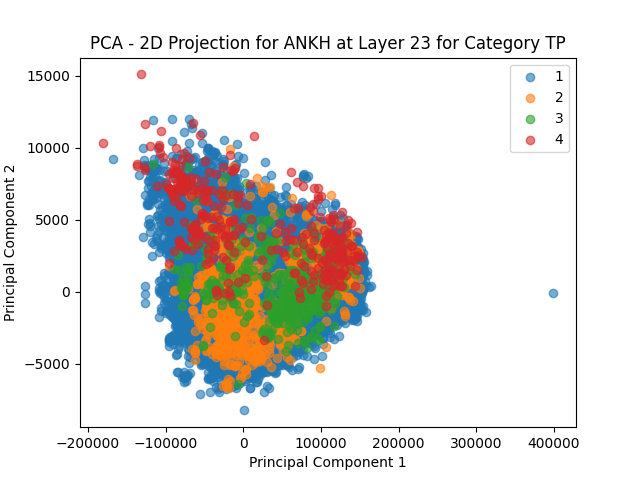 PCA - 2D Projection for ANKH at Layer 23 for Category TP
15000
10000
5000
0
−5000
Principal Component 2
−200000 −100000 0 100000 200000 300000 400000
Principal Component 1
1
2
3
4